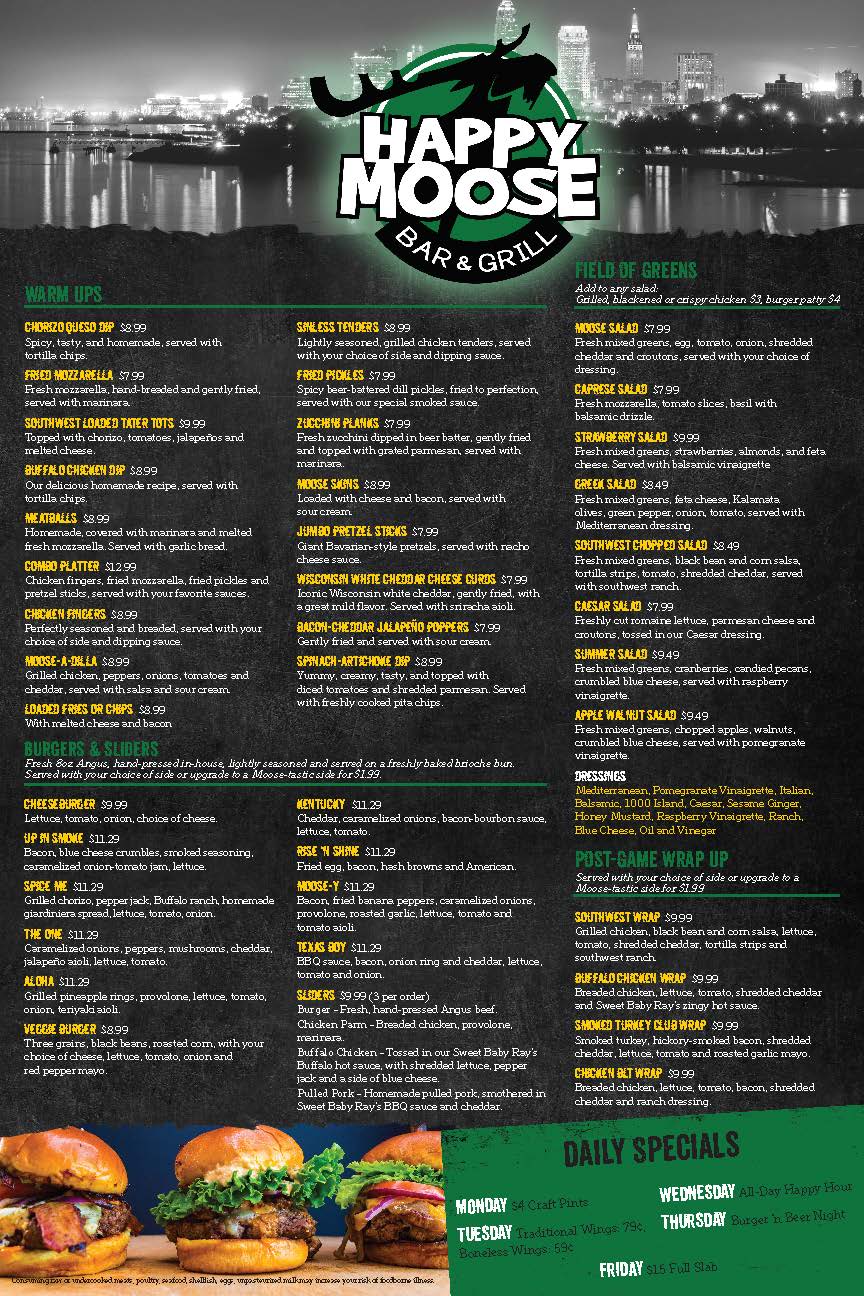 HAPPY
MOOSE
BAR & GRILL
WARM UPS
CHORIZO QUESO DIP $8.99
Spicy, tasty, and homemade, served with
tortilla chips.
FRIED MOZZARELLA $7.99
Fresh mozzarella, hand-breaded and gently fried,
served with marinara.
SOUTHWEST LOADED TATER TOTS $9.99
Topped with chorizo, tomatoes, jalapeños and
melted cheese.
BUFFALO CHICKEN DIP $8.99
Our delicious homemade recipe, served with
tortilla chips.
MEATBALLS $8.99
Homemade, covered with marinara and melted
fresh mozzarella. Served with garlic bread.
COMBO PLATTER $12.99
Chicken fingers, fried mozzarella, fried pickles and
pretzel sticks, served with your favorite sauces.
CHICKEN FINGERS $8.99
Perfectly seasoned and breaded, served with your
choice of side and dipping sauce.
MOOSE-A-DILLA $8.99
Grilled chicken, peppers, onions, tomatoes and
cheddar, served with salsa and sour cream.
LOADED FRIES OR CHIPS $8.99
With melted cheese and bacon
SINLESS TENDERS $8.99
Lightly seasoned, grilled chicken tenders, served
with your choice of side and dipping sauce.
FRIED PICKLES $7.99
Spicy beer-battered dill pickles, fried to perfection,
served with our special smoked sauce.
ZUCCHINI PLANKS $7.99
Fresh zucchini dipped in beer batter, gently fried
and topped with grated parmesan, served with
marinara.
MOOSE SKINS $8.99
Loaded with cheese and bacon, served with
sour cream.
JUMBO PRETZEL STICKS $7.99
Giant Bavarian-style pretzels, served with nacho
cheese sauce.
WISCONSIN WHITE CHEDDAR CHEESE CURDS $7.99
Iconic Wisconsin white cheddar, gently fried, with
a great mild flavor. Served with sriracha aioli.
BACON-CHEDDAR JALAPEÑO POPPERS $7.99
Gently fried and served with sour cream.
SPINACH-ARTICHOKE DIP $8.99
Yummy, creamy, tasty, and topped with
diced tomatoes and shredded parmesan. Served
with freshly cooked pita chips.
BURGERS & SLIDERS
Fresh 8oz Angus, hand-pressed in-house, lightly seasoned and served on a freshly baked brioche bun.
Served with your choice of side or upgrade to a Moose-tastic side for $1.99.
CHEESEBURGER $9.99
Lettuce, tomato, onion, choice of cheese.
UP IN SMOKE $11.29
Bacon, blue cheese crumbles, smoked seasoning,
caramelized onion-tomato jam, lettuce.
SPICE ME $11.29
Grilled chorizo, pepper jack, Buffalo ranch, homemade
giardiniera spread, lettuce, tomato, onion.
THE ONE $11.29
Caramelized onions, peppers, mushrooms, cheddar,
jalapeño aioli, lettuce, tomato.
ALOHA $11.29
Grilled pineapple rings, provolone, lettuce, tomato,
onion, teriyaki aioli.
VEGGIE BURGER $8.99
Three grains, black beans, roasted corn, with your
choice of cheese, lettuce, tomato, onion and
red pepper mayo.
KENTUCKY $11.29
Cheddar, caramelized onions, bacon-bourbon sauce,
lettuce, tomato.
RISE 'N SHINE $11.29
Fried egg, bacon, hash browns and American.
MOOSE-Y $11.29
Bacon, fried banana peppers, caramelized onions,
provolone, roasted garlic, lettuce, tomato and
tomato aioli.
TEXAS BOY $11.29
BBQ sauce, bacon, onion ring and cheddar, lettuce,
tomato and onion.
SLIDERS $9.99 (3 per order)
Burger - Fresh, hand-pressed Angus beef.
Chicken Parm - Breaded chicken, provolone,
marinara.
Buffalo Chicken - Tossed in our Sweet Baby Ray's
Buffalo hot sauce, with shredded lettuce, pepper
jack and a side of blue cheese.
Pulled Pork - Homemade pulled pork, smothered in
Sweet Baby Ray's BBQ sauce and cheddar.
FIELD OF GREENS
Add to any salad:
Grilled, blackened or crispy chicken $3, burger patty $4
MOOSE SALAD $7.99
Fresh mixed greens, egg, tomato, onion, shredded
cheddar and croutons, served with your choice of
dressing.
CAPRESE SALAD $7.99
Fresh mozzarella, tomato slices, basil with
balsamic drizzle.
STRAWBERRY SALAD $9.99
Fresh mixed greens, strawberries, almonds, and feta
cheese. Served with balsamic vinaigrette
GREEK SALAD $8.49
Fresh mixed greens, feta cheese, Kalamata
olives, green pepper, onion, tomato, served with
Mediterranean dressing.
SOUTHWEST CHOPPED SALAD $8.49
Fresh mixed greens, black bean and corn salsa,
tortilla strips, tomato, shredded cheddar, served
with southwest ranch.
CAESAR SALAD $7.99
Freshly cut romaine lettuce, parmesan cheese and
croutons, tossed in our Caesar dressing.
SUMMER SALAD $9.49
Fresh mixed greens, cranberries, candied pecans,
crumbled blue cheese, served with raspberry
vinaigrette.
APPLE WALNUT SALAD $9.49
Fresh mixed greens, chopped apples, walnuts,
crumbled blue cheese, served with pomegranate
vinaigrette.
DRESSINGS
Mediterranean, Pomegranate Vinaigrette, Italian,
Balsamic, 1000 Island, Caesar, Sesame Ginger,
Honey Mustard, Raspberry Vinaigrette, Ranch,
Blue Cheese, Oil and Vinegar
POST-GAME WRAP UP
Served with your choice of side or upgrade to a
Moose-tastic side for $1.99
SOUTHWEST WRAP $9.99
Grilled chicken, black bean and corn salsa, lettuce,
tomato, shredded cheddar, tortilla strips and
southwest ranch.
BUFFALO CHICKEN WRAP $9.99
Breaded chicken, lettuce, tomato, shredded cheddar
and Sweet Baby Ray's zingy hot sauce.
SMOKED TURKEY CLUB WRAP $9.99
Smoked turkey, hickory-smoked bacon, shredded
cheddar, lettuce, tomato and roasted garlic mayo.
CHICKEN BLT WRAP $9.99
Breaded chicken, lettuce, tomato, bacon, shredded
cheddar and ranch dressing.
DAILY SPECIALS
MONDAY $4 Craft Pints
TUESDAY Traditional Wings: 79¢,
Boneless Wings: 59¢
WEDNESDAY All-Day Happy Hour
THURSDAY Burger 'n Beer Night
FRIDAY $15 Full Slab
Consuming raw or undercooked meats, poultry, seafood, shellfish, eggs, unpasteurized milk may increase your risk of foodborne illness.